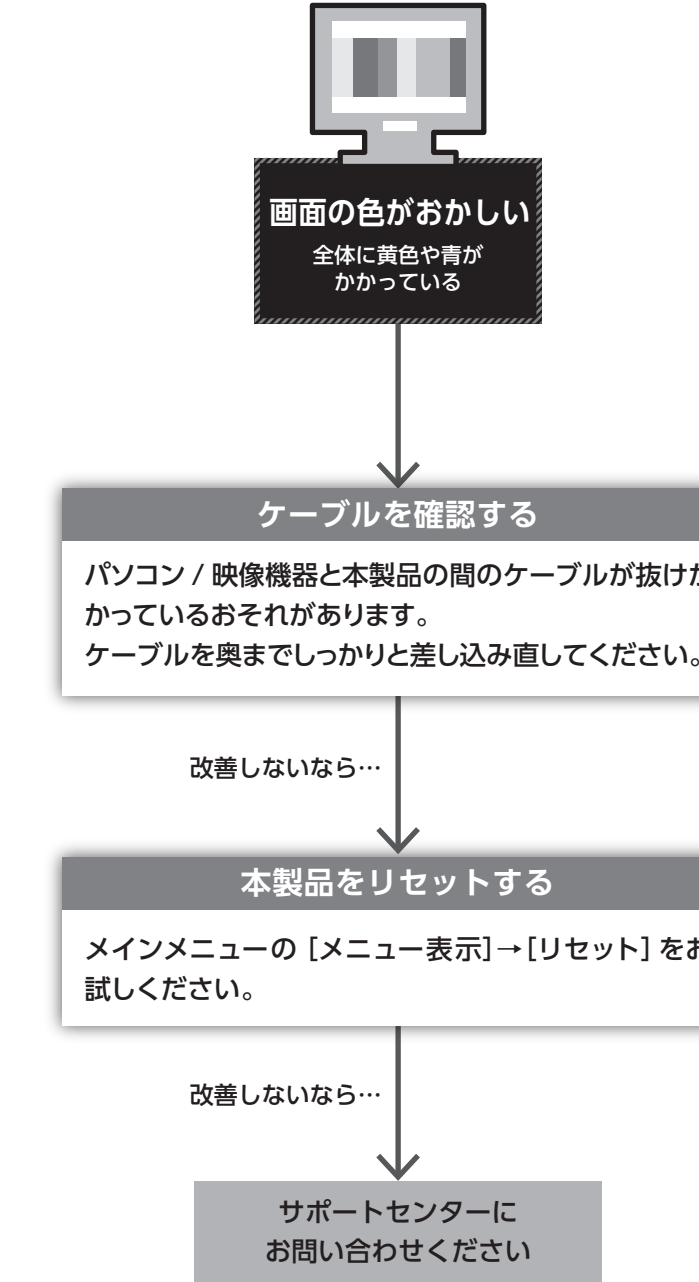 画面の色がおかしい
全体に黄色や青が
かかっている
ケーブルを確認する
パソコン / 映像機器と本製品の間のケーブルが抜けか
かっているおそれがあります。
ケーブルを奥までしっかりと差し込み直してください。
改善しないなら…
本製品をリセットする
メインメニューの [メニュー表示]→[リセット] をお
試しください。
改善しないなら…
サポートセンターに
お問い合わせください